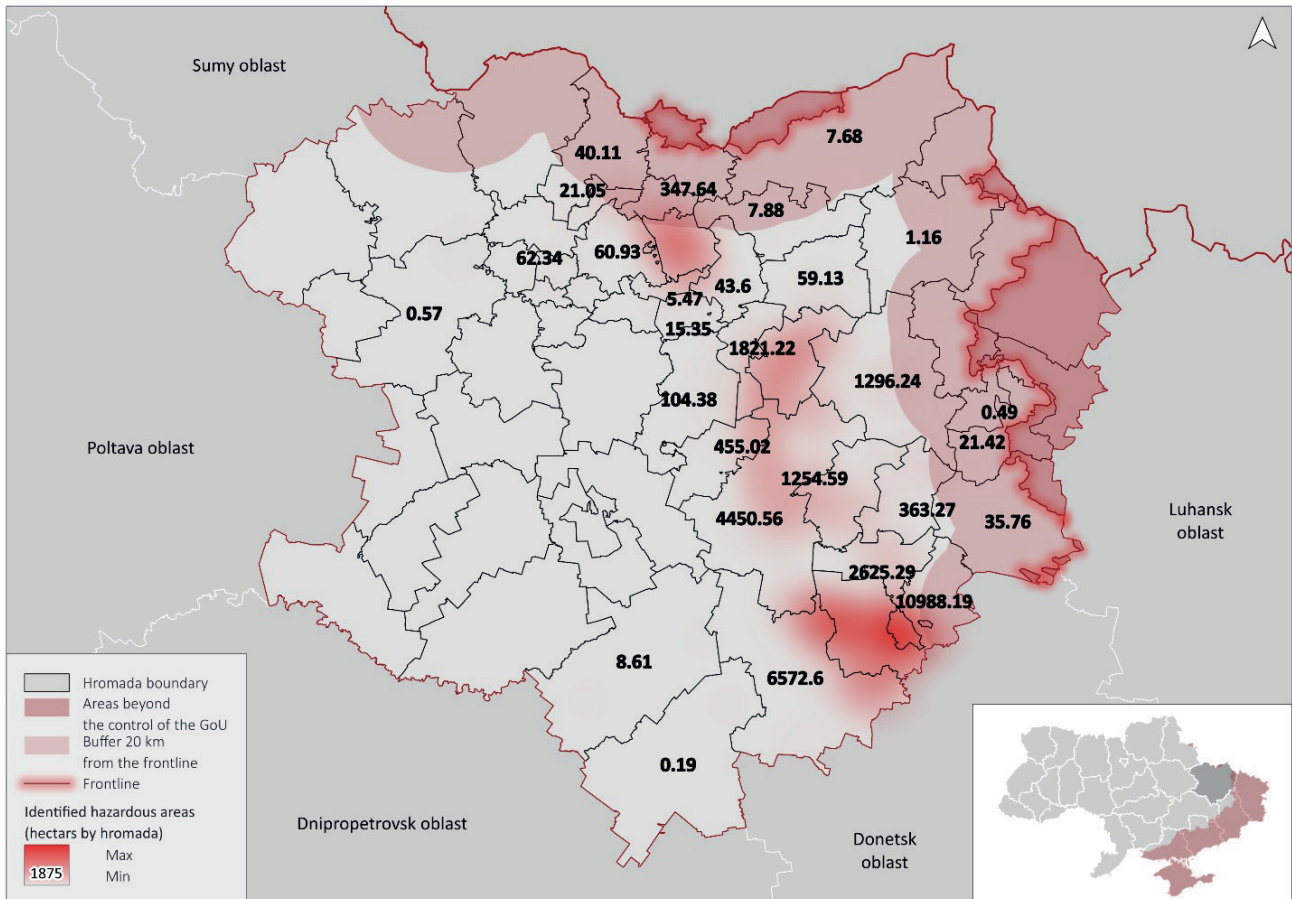 Sumy oblast
7.68
40.11
21.05
347.64
7.88
1.16
62.34
60.93
43.6
59.13
5.47
0.57
15.35
1821.22
1296.24
104.38
0.49
455.02
21.42
Poltava oblast
1254.59
4450.56
363.27
35.76
Luhansk
oblast
2625.29
10988.19
8.61
6572.6
0.19
Dnipropetrovsk oblast
Donetsk
oblast
Hromada boundary
Areas beyond
the control of the GoU
Buffer 20 km
from the frontline
Frontline
Identified hazardous areas
(hectars by hromada)
Max
1875
Min